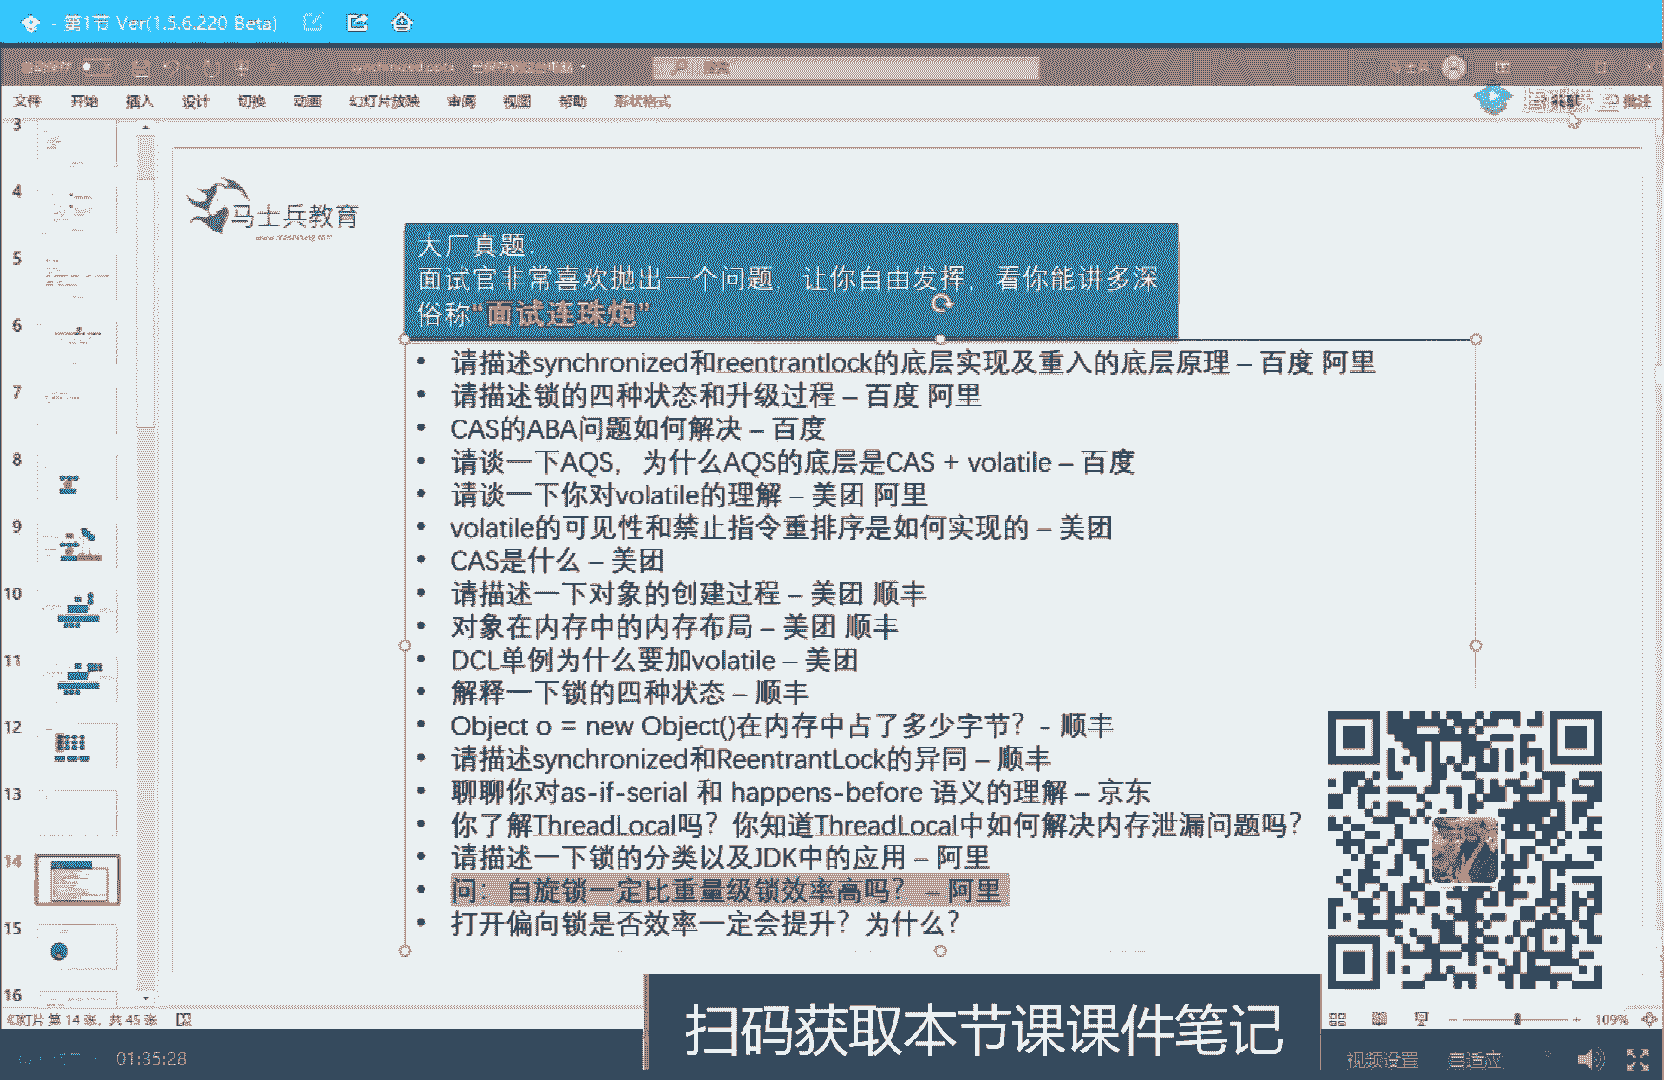 - 第1节 Ver(1.5.6.220 Beta)
文件 开始 插入 设计 切换 动画 幻灯片放映 审阅 视图 帮助 形状格式
批注
马士兵教育
大厂真题
面试官非常喜欢抛出一个问题，让你自由发挥，看你能讲多深
俗称“面试连珠炮”
• 请描述synchronized和reentrantlock的底层实现及重入的底层原理 – 百度 阿里
• 请描述锁的四种状态和升级过程 – 百度 阿里
• CAS的ABA问题如何解决 – 百度
• 请谈一下AQS，为什么AQS的底层是CAS + volatile – 百度
• 请谈一下你对volatile的理解 – 美团 阿里
• volatile的可见性和禁止指令重排序是如何实现的 – 美团
• CAS是什么 – 美团
• 请描述一下对象的创建过程 – 美团 顺丰
• 对象在内存中的内存布局 – 美团 顺丰
• DCL单例为什么要加volatile – 美团
• 解释一下锁的四种状态 – 顺丰
• Object o = new Object()在内存中占了多少字节？ - 顺丰
• 请描述synchronized和ReentrantLock的异同 – 顺丰
• 聊聊你对as-if-serial 和 happens-before 语义的理解 – 京东
• 你了解ThreadLocal吗？你知道ThreadLocal中如何解决内存泄漏问题吗？
• 请描述一下锁的分类以及JDK中的应用 – 阿里
• 问：自旋锁一定比重量级锁效率高吗？ – 阿里
• 打开偏向锁是否效率一定会提升？为什么？
3
4
5
6
7
8
9
10
11
12
13
14
15
16
扫码获取本节课课件笔记
幻灯片 第 14 张，共 45 张
109%
01:35:28
视频设置 自适应